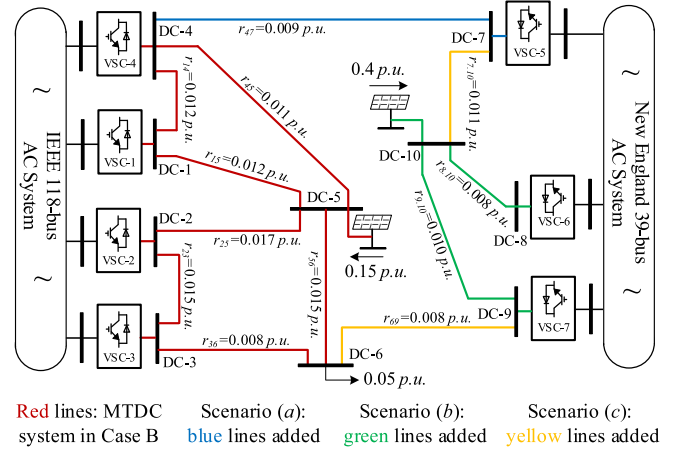 IEEE 118-bus
AC System
~
~
VSC-4
DC-4
VSC-1
DC-1
VSC-2
DC-2
VSC-3
DC-3
r47=0.009 p.u.
r14=0.012 p.u.
r45=0.011 p.u.
r15=0.012 p.u.
DC-5
r25=0.017 p.u.
r23=0.015 p.u.
r56=0.015 p.u.
0.15 p.u.
r36=0.008 p.u.
DC-6
0.05 p.u.
r69=0.008 p.u.
0.4 p.u.
DC-10
r7,10=0.011 p.u.
r8,10=0.008 p.u.
r9,10=0.010 p.u.
DC-7
VSC-5
DC-8
VSC-6
DC-9
VSC-7
New England 39-bus
AC System
~
~
Red lines: MTDC
system in Case B
Scenario (a):
blue lines added
Scenario (b):
green lines added
Scenario (c):
yellow lines added